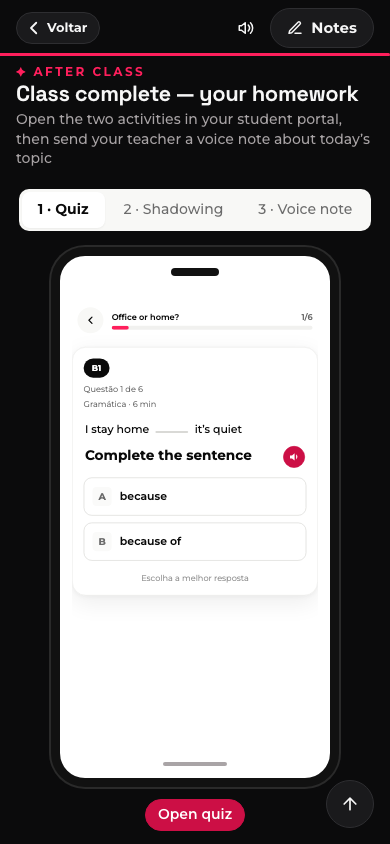 Voltar
Notes
AFTER CLASS
Class complete — your homework
Open the two activities in your student portal,
then send your teacher a voice note about today's
topic
1 · Quiz
2 · Shadowing
3 · Voice note
Office or home?
1/6
B1
Questão 1 de 6
Gramática · 6 min
I stay home ____ it's quiet
Complete the sentence
A because
B because of
Escolha a melhor resposta
Open quiz